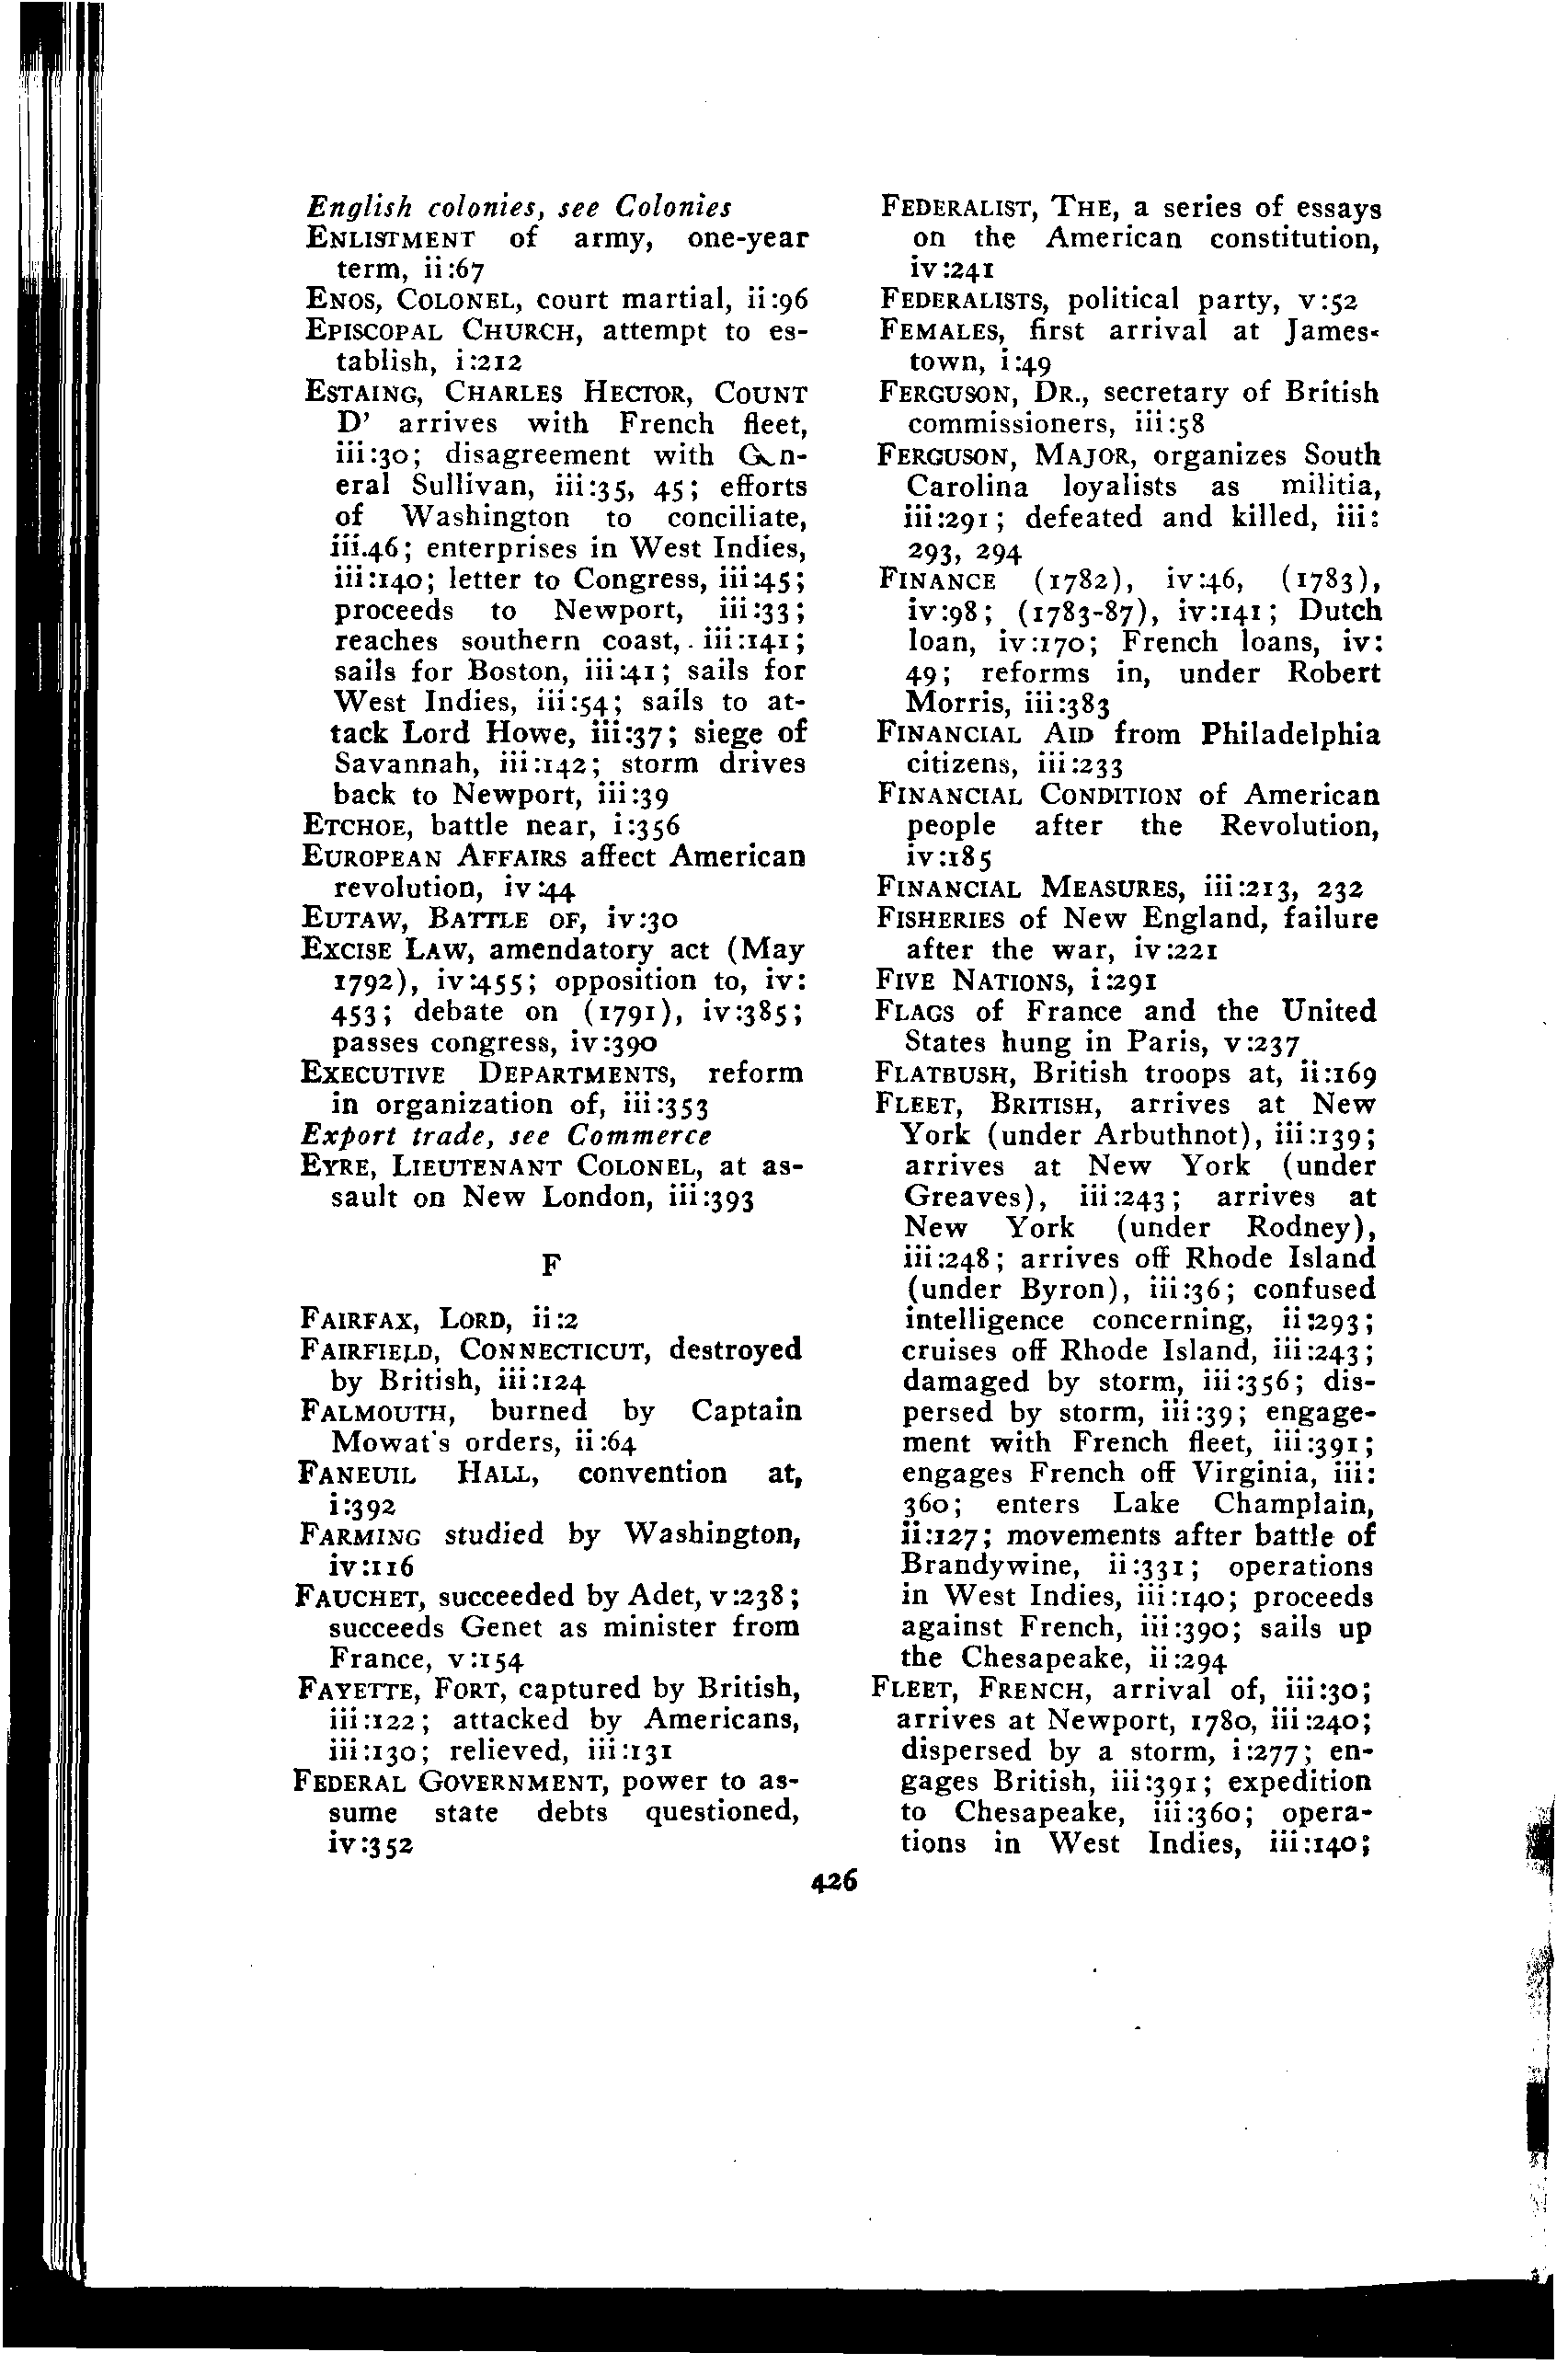 English colonies, see Colonies
ENLISTMENT of army, one-year
term, ii:67
ENOS, COLONEL, court martial, ii:96
EPISCOPAL CHURCH, attempt to es-
tablish, i:212
ESTAING, CHARLES HECTOR, COUNT
D' arrives with French fleet,
iii:30; disagreement with Gen-
eral Sullivan, iii:35, 45; efforts
of Washington to conciliate,
iii.46; enterprises in West Indies,
iii:140; letter to Congress, iii:45;
proceeds to Newport, iii:33;
reaches southern coast, iii:141;
sails for Boston, iii:41; sails for
West Indies, iii:54; sails to at-
tack Lord Howe, iii:37; siege of
Savannah, iii:142; storm drives
back to Newport, iii:39
ETCHOE, battle near, i:356
EUROPEAN AFFAIRS affect American
revolution, iv:44
EUTAW, BATTLE OF, iv:30
EXCISE LAW, amendatory act (May
1792), iv:455; opposition to, iv:
453; debate on (1791), iv:385;
passes congress, iv:390
EXECUTIVE DEPARTMENTS, reform
in organization of, iii:353
Export trade, see Commerce
EYRE, LIEUTENANT COLONEL, at as-
sault on New London, iii:393
F
FAIRFAX, LORD, ii:2
FAIRFIELD, CONNECTICUT, destroyed
by British, iii:124
FALMOUTH, burned by Captain
Mowat's orders, ii:64
FANEUIL HALL, convention at,
i:392
FARMING studied by Washington,
iv:116
FAUCHET, succeeded by Adet, v:238;
succeeds Genet as minister from
France, v:154
FAYETTE, FORT, captured by British,
iii:122; attacked by Americans,
iii:130; relieved, iii:131
FEDERAL GOVERNMENT, power to as-
sume state debts questioned,
iv:352
FEDERALIST, THE, a series of essays
on the American constitution,
iv:241
FEDERALISTS, political party, v:52
FEMALES, first arrival at James-
town, i:49
FERGUSON, DR., secretary of British
commissioners, iii:58
FERGUSON, MAJOR, organizes South
Carolina loyalists as militia,
iii:291; defeated and killed, iii:
293, 294
FINANCE (1782), iv:46, (1783),
iv:98; (1783-87), iv:141; Dutch
loan, iv:170; French loans, iv:
49; reforms in, under Robert
Morris, iii:383
FINANCIAL AID from Philadelphia
citizens, iii:233
FINANCIAL CONDITION of American
people after the Revolution,
iv:185
FINANCIAL MEASURES, iii:213, 232
FISHERIES of New England, failure
after the war, iv:221
FIVE NATIONS, i:291
FLAGS of France and the United
States hung in Paris, v:237
FLATBUSH, British troops at, ii:169
FLEET, BRITISH, arrives at New
York (under Arbuthnot), iii:139;
arrives at New York (under
Greaves), iii:243; arrives at
New York (under Rodney),
iii:248; arrives off Rhode Island
(under Byron), iii:36; confused
intelligence concerning, ii:293;
cruises off Rhode Island, iii:243;
damaged by storm, iii:356; dis-
persed by storm, iii:39; engage-
ment with French fleet, iii:391;
engages French off Virginia, iii:
360; enters Lake Champlain,
ii:127; movements after battle of
Brandywine, ii:331; operations
in West Indies, iii:140; proceeds
against French, iii:390; sails up
the Chesapeake, ii:294
FLEET, FRENCH, arrival of, iii:30;
arrives at Newport, 1780, iii:240;
dispersed by a storm, i:277; en-
gages British, iii:391; expedition
to Chesapeake, iii:360; opera-
tions in West Indies, iii:140;
426